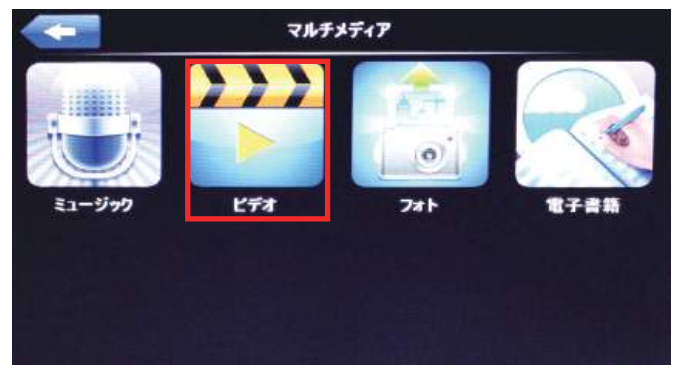 マルチメディア
ミュージック
ビデオ
フォト
電子書籍